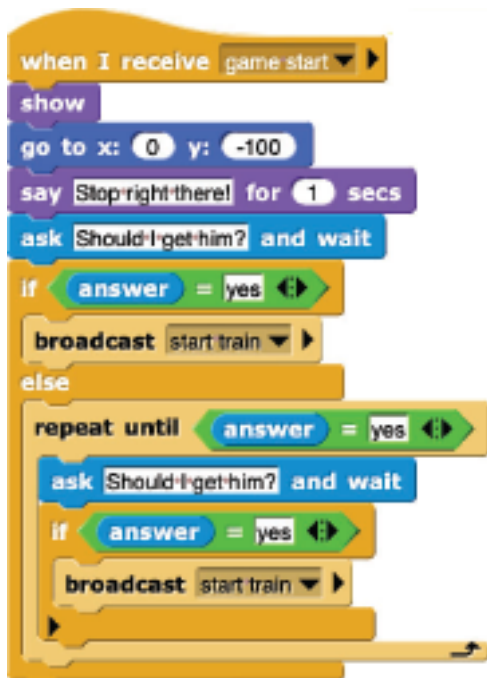 when I receive game start
show
go to x: 0 y: -100
say Stop right there! for 1 secs
ask Should I get him? and wait
if answer = yes
broadcast start train
else
repeat until answer = yes
ask Should I get him? and wait
if answer = yes
broadcast start train